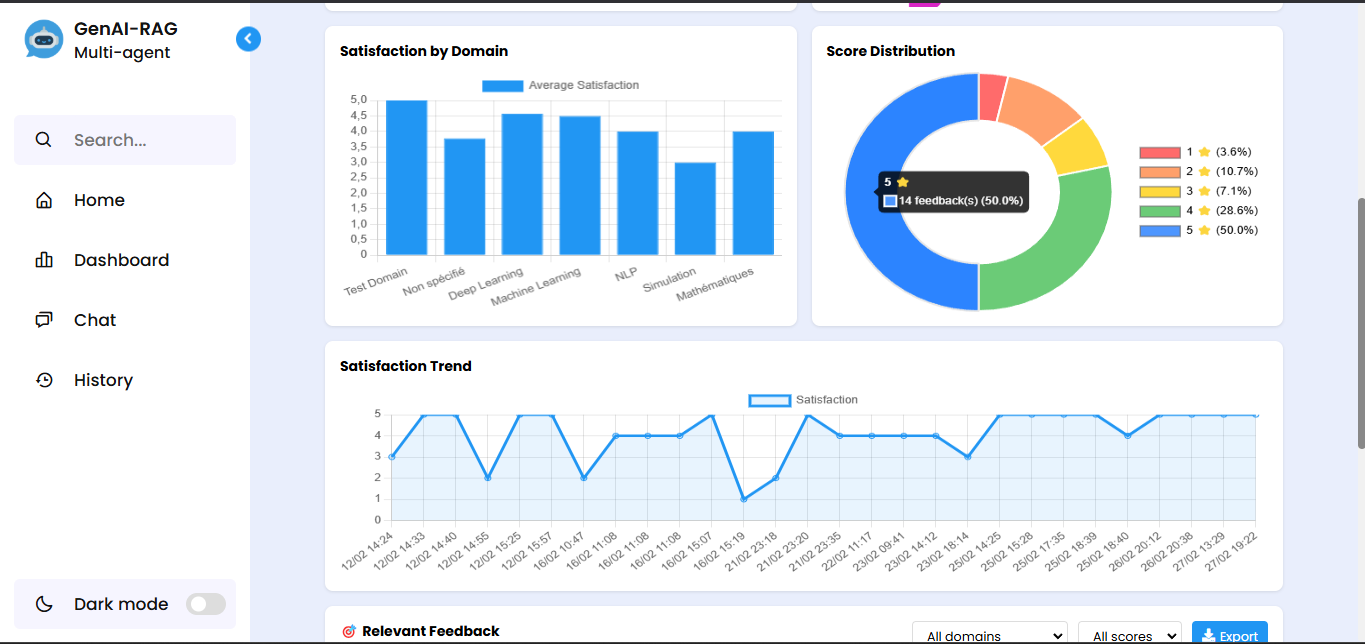 GenAI-RAG
Multi-agent
Search...
Home
Dashboard
Chat
History
Dark mode
Satisfaction by Domain
Average Satisfaction
5,0
4,5
4,0
3,5
3,0
2,5
2,0
1,5
1,0
0,5
0
Test Domain
Non spécifié
Deep Learning
Machine Learning
NLP
Simulation
Mathématiques
Score Distribution
5 ⭐
14 feedback(s) (50.0%)
1 ⭐ (3.6%)
2 ⭐ (10.7%)
3 ⭐ (7.1%)
4 ⭐ (28.6%)
5 ⭐ (50.0%)
Satisfaction Trend
Satisfaction
5
4
3
2
1
0
12/02 14:24
12/02 14:33
12/02 14:40
12/02 14:55
12/02 15:25
12/02 15:57
16/02 10:47
16/02 11:08
16/02 11:08
16/02 11:08
16/02 15:07
16/02 15:19
21/02 23:18
21/02 23:20
21/02 23:35
22/02 11:17
23/02 09:41
23/02 14:12
23/02 18:14
25/02 14:25
25/02 15:28
25/02 17:35
25/02 18:39
25/02 18:40
26/02 20:12
26/02 20:38
27/02 13:29
27/02 19:22
🎯 Relevant Feedback
All domains
All scores
Export